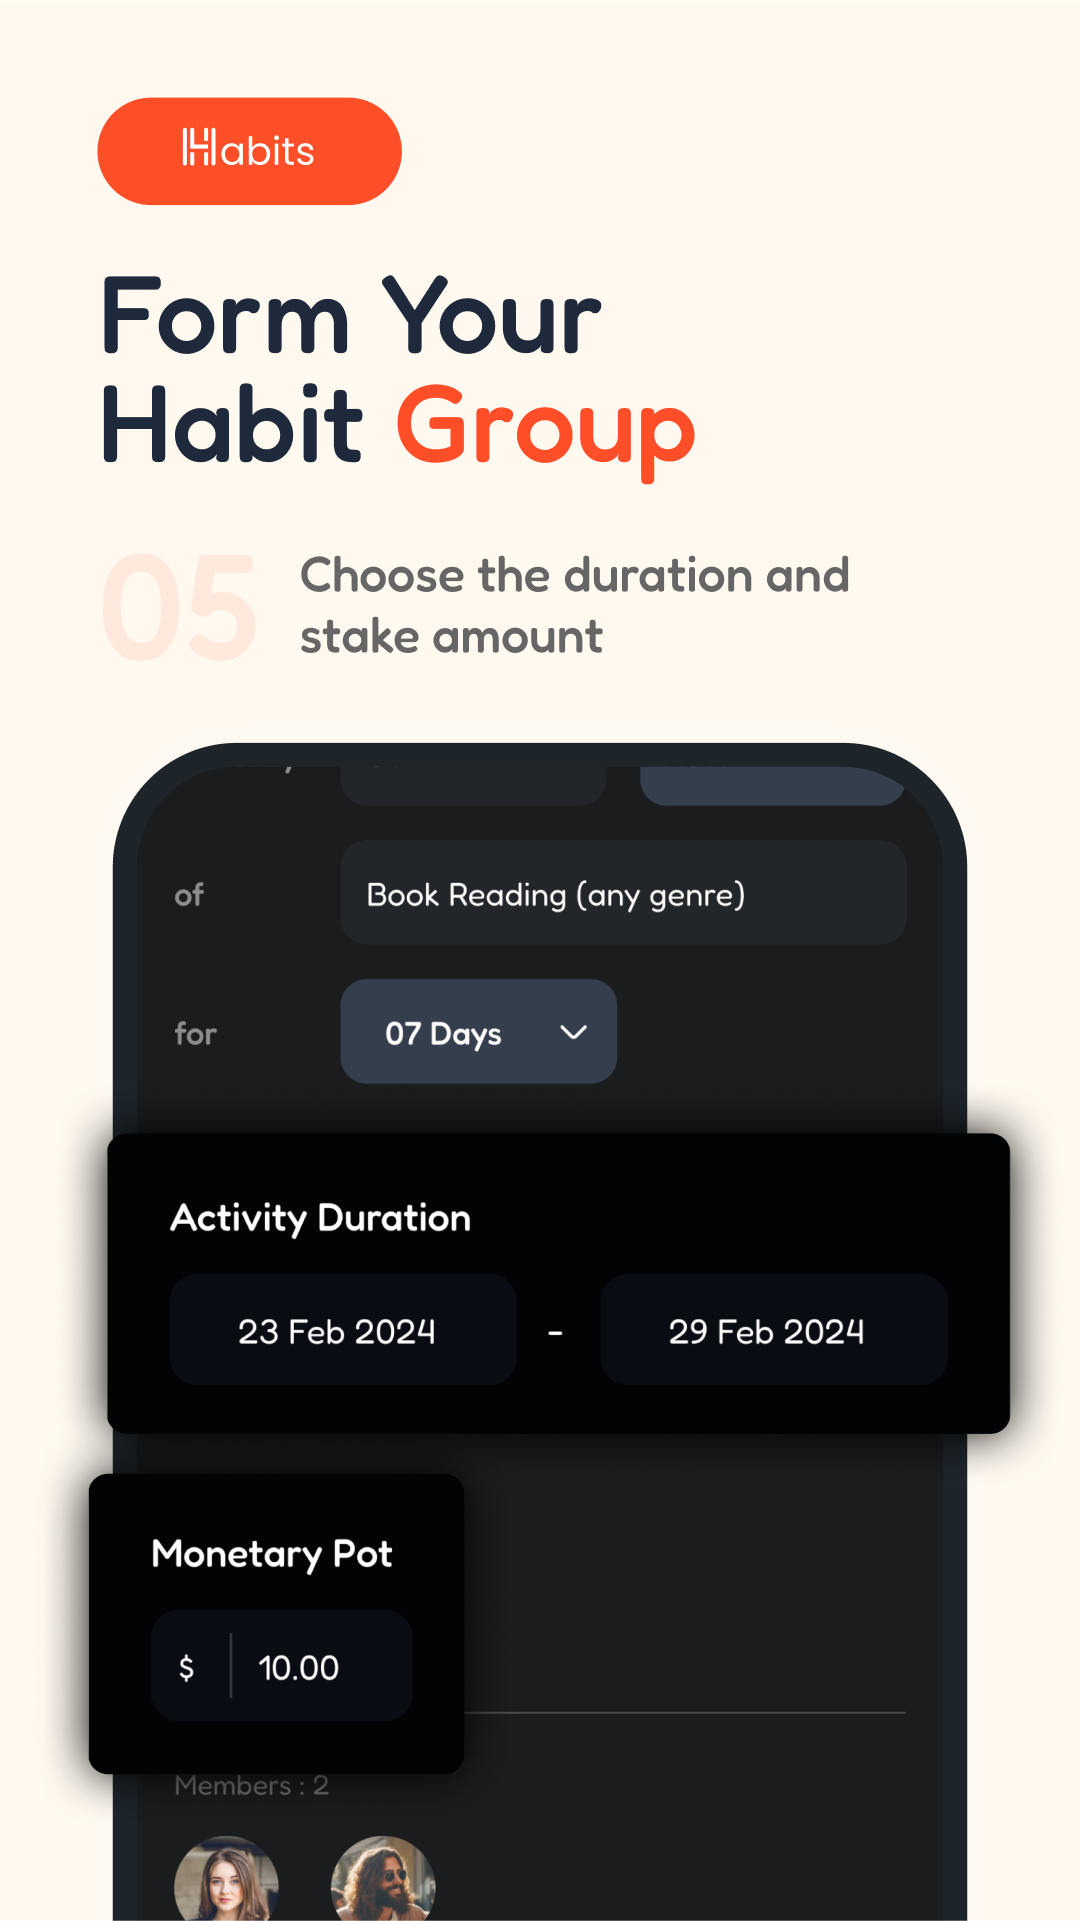 Habits
Form Your
Habit Group
05
Choose the duration and
stake amount
of
Book Reading (any genre)
for
07 Days
Activity Duration
23 Feb 2024 - 29 Feb 2024
Monetary Pot
$ 10.00
Members : 2